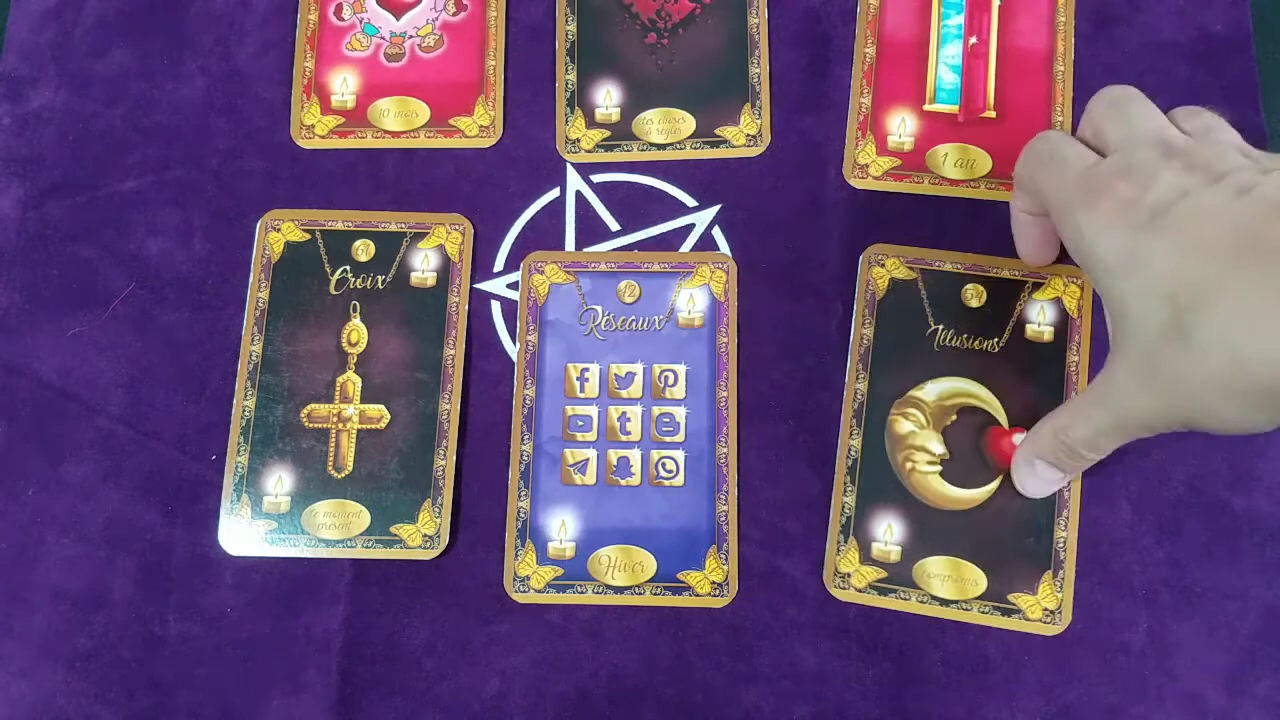 10 mois
des choses
à régler
1 an
61
Croix
le moment
présent
12
Réseaux
Hiver
54
Illusions
compromis